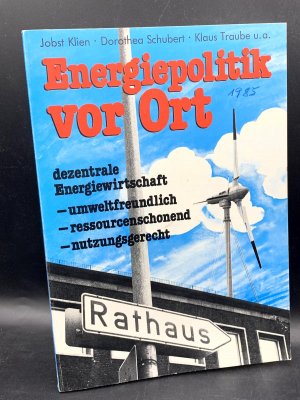 Jobst Klien · Dorothea Schubert · Klaus Traube u.a.
Energiepolitik
vor Ort
1985
dezentrale
Energiewirtschaft
– umweltfreundlich
– ressourcenschonend
– nutzungsgerecht
Rathaus